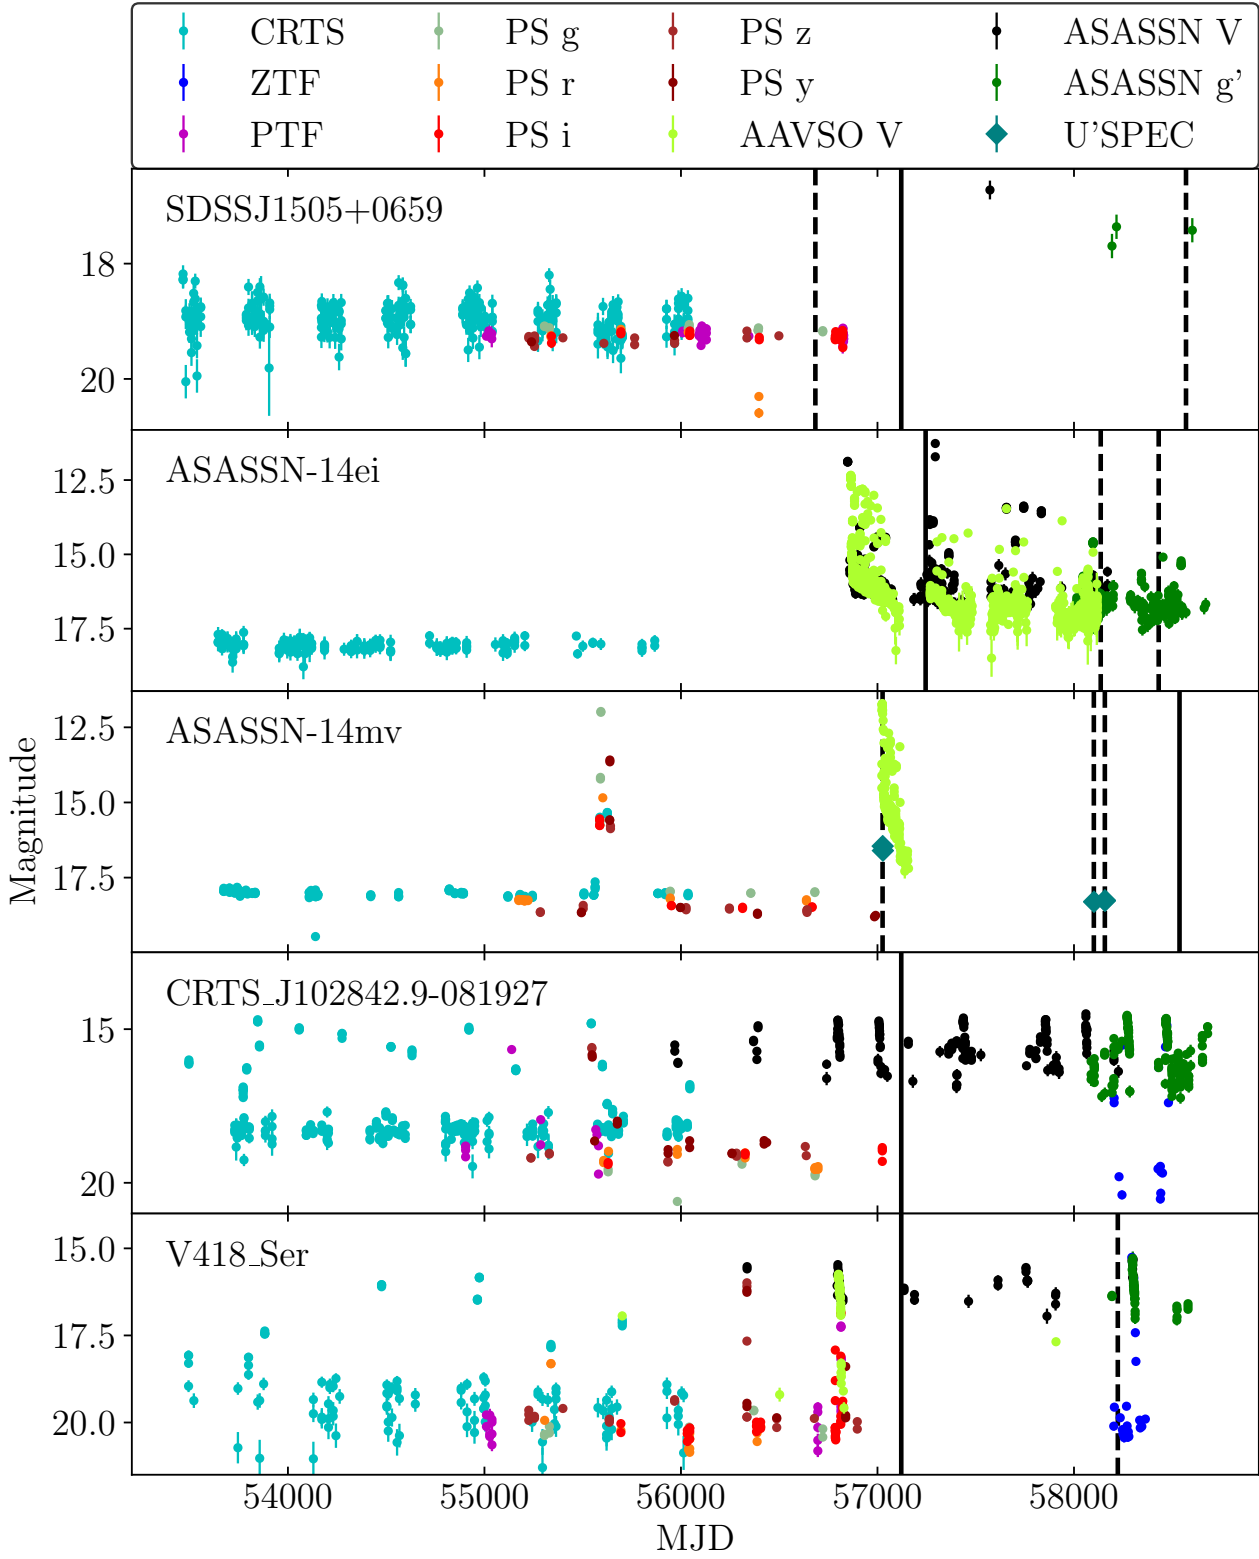 CRTS PS g PS z ASASSN V
ZTF PS r PS y ASASSN g'
PTF PS i AAVSO V U'SPEC
SDSSJ1505+0659
18
20
ASASSN-14ei
12.5
15.0
17.5
ASASSN-14mv
12.5
15.0
17.5
Magnitude
CRTS_J102842.9-081927
15
20
V418_Ser
15.0
17.5
20.0
54000 55000 56000 57000 58000
MJD